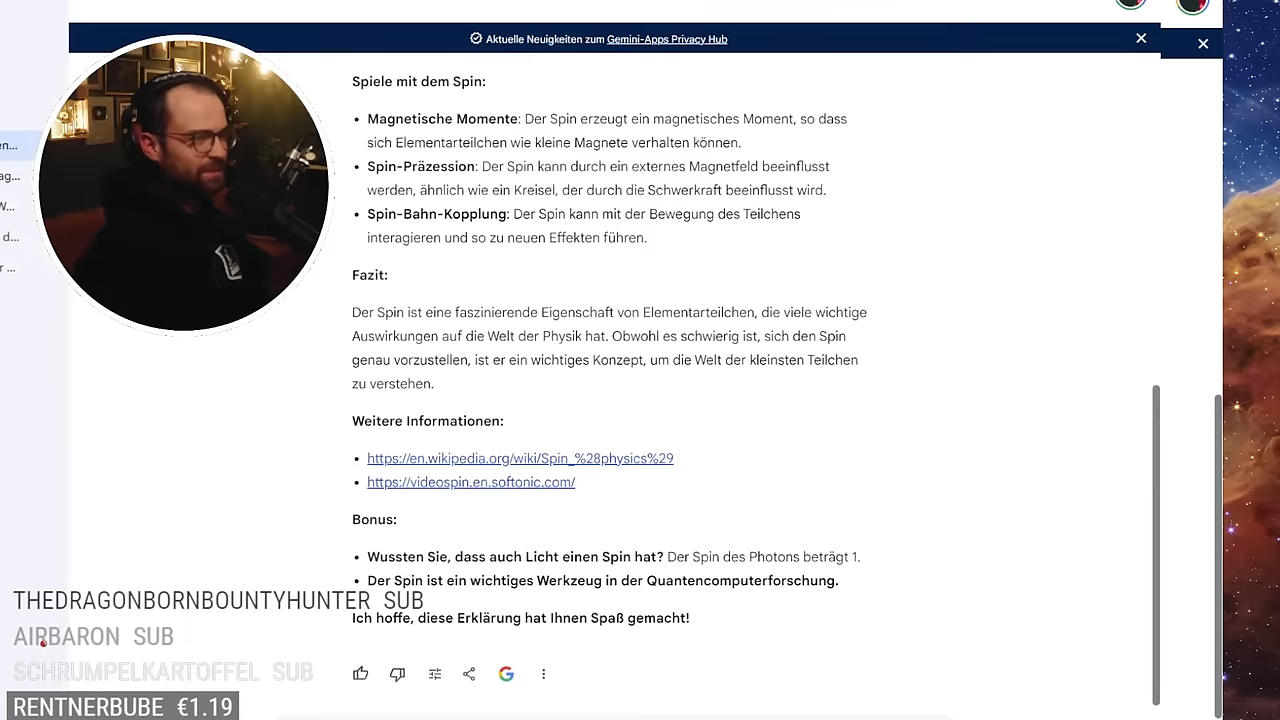 Aktuelle Neuigkeiten zum Gemini-Apps Privacy Hub
Spiele mit dem Spin:
• Magnetische Momente: Der Spin erzeugt ein magnetisches Moment, so dass
sich Elementarteilchen wie kleine Magnete verhalten können.
• Spin-Präzession: Der Spin kann durch ein externes Magnetfeld beeinflusst
werden, ähnlich wie ein Kreisel, der durch die Schwerkraft beeinflusst wird.
• Spin-Bahn-Kopplung: Der Spin kann mit der Bewegung des Teilchens
interagieren und so zu neuen Effekten führen.
en...
ag...
W...
d...
...
Fazit:
Der Spin ist eine faszinierende Eigenschaft von Elementarteilchen, die viele wichtige
Auswirkungen auf die Welt der Physik hat. Obwohl es schwierig ist, sich den Spin
genau vorzustellen, ist er ein wichtiges Konzept, um die Welt der kleinsten Teilchen
zu verstehen.
Weitere Informationen:
• https://en.wikipedia.org/wiki/Spin_%28physics%29
• https://videospin.en.softonic.com/
Bonus:
• Wussten Sie, dass auch Licht einen Spin hat? Der Spin des Photons beträgt 1.
• Der Spin ist ein wichtiges Werkzeug in der Quantencomputerforschung.
Ich hoffe, diese Erklärung hat Ihnen Spaß gemacht!
THEDRAGONBORNBOUNTYHUNTER SUB
AIRBARON SUB
SCHRUMPELKARTOFFEL SUB
RENTNERBUBE €1.19